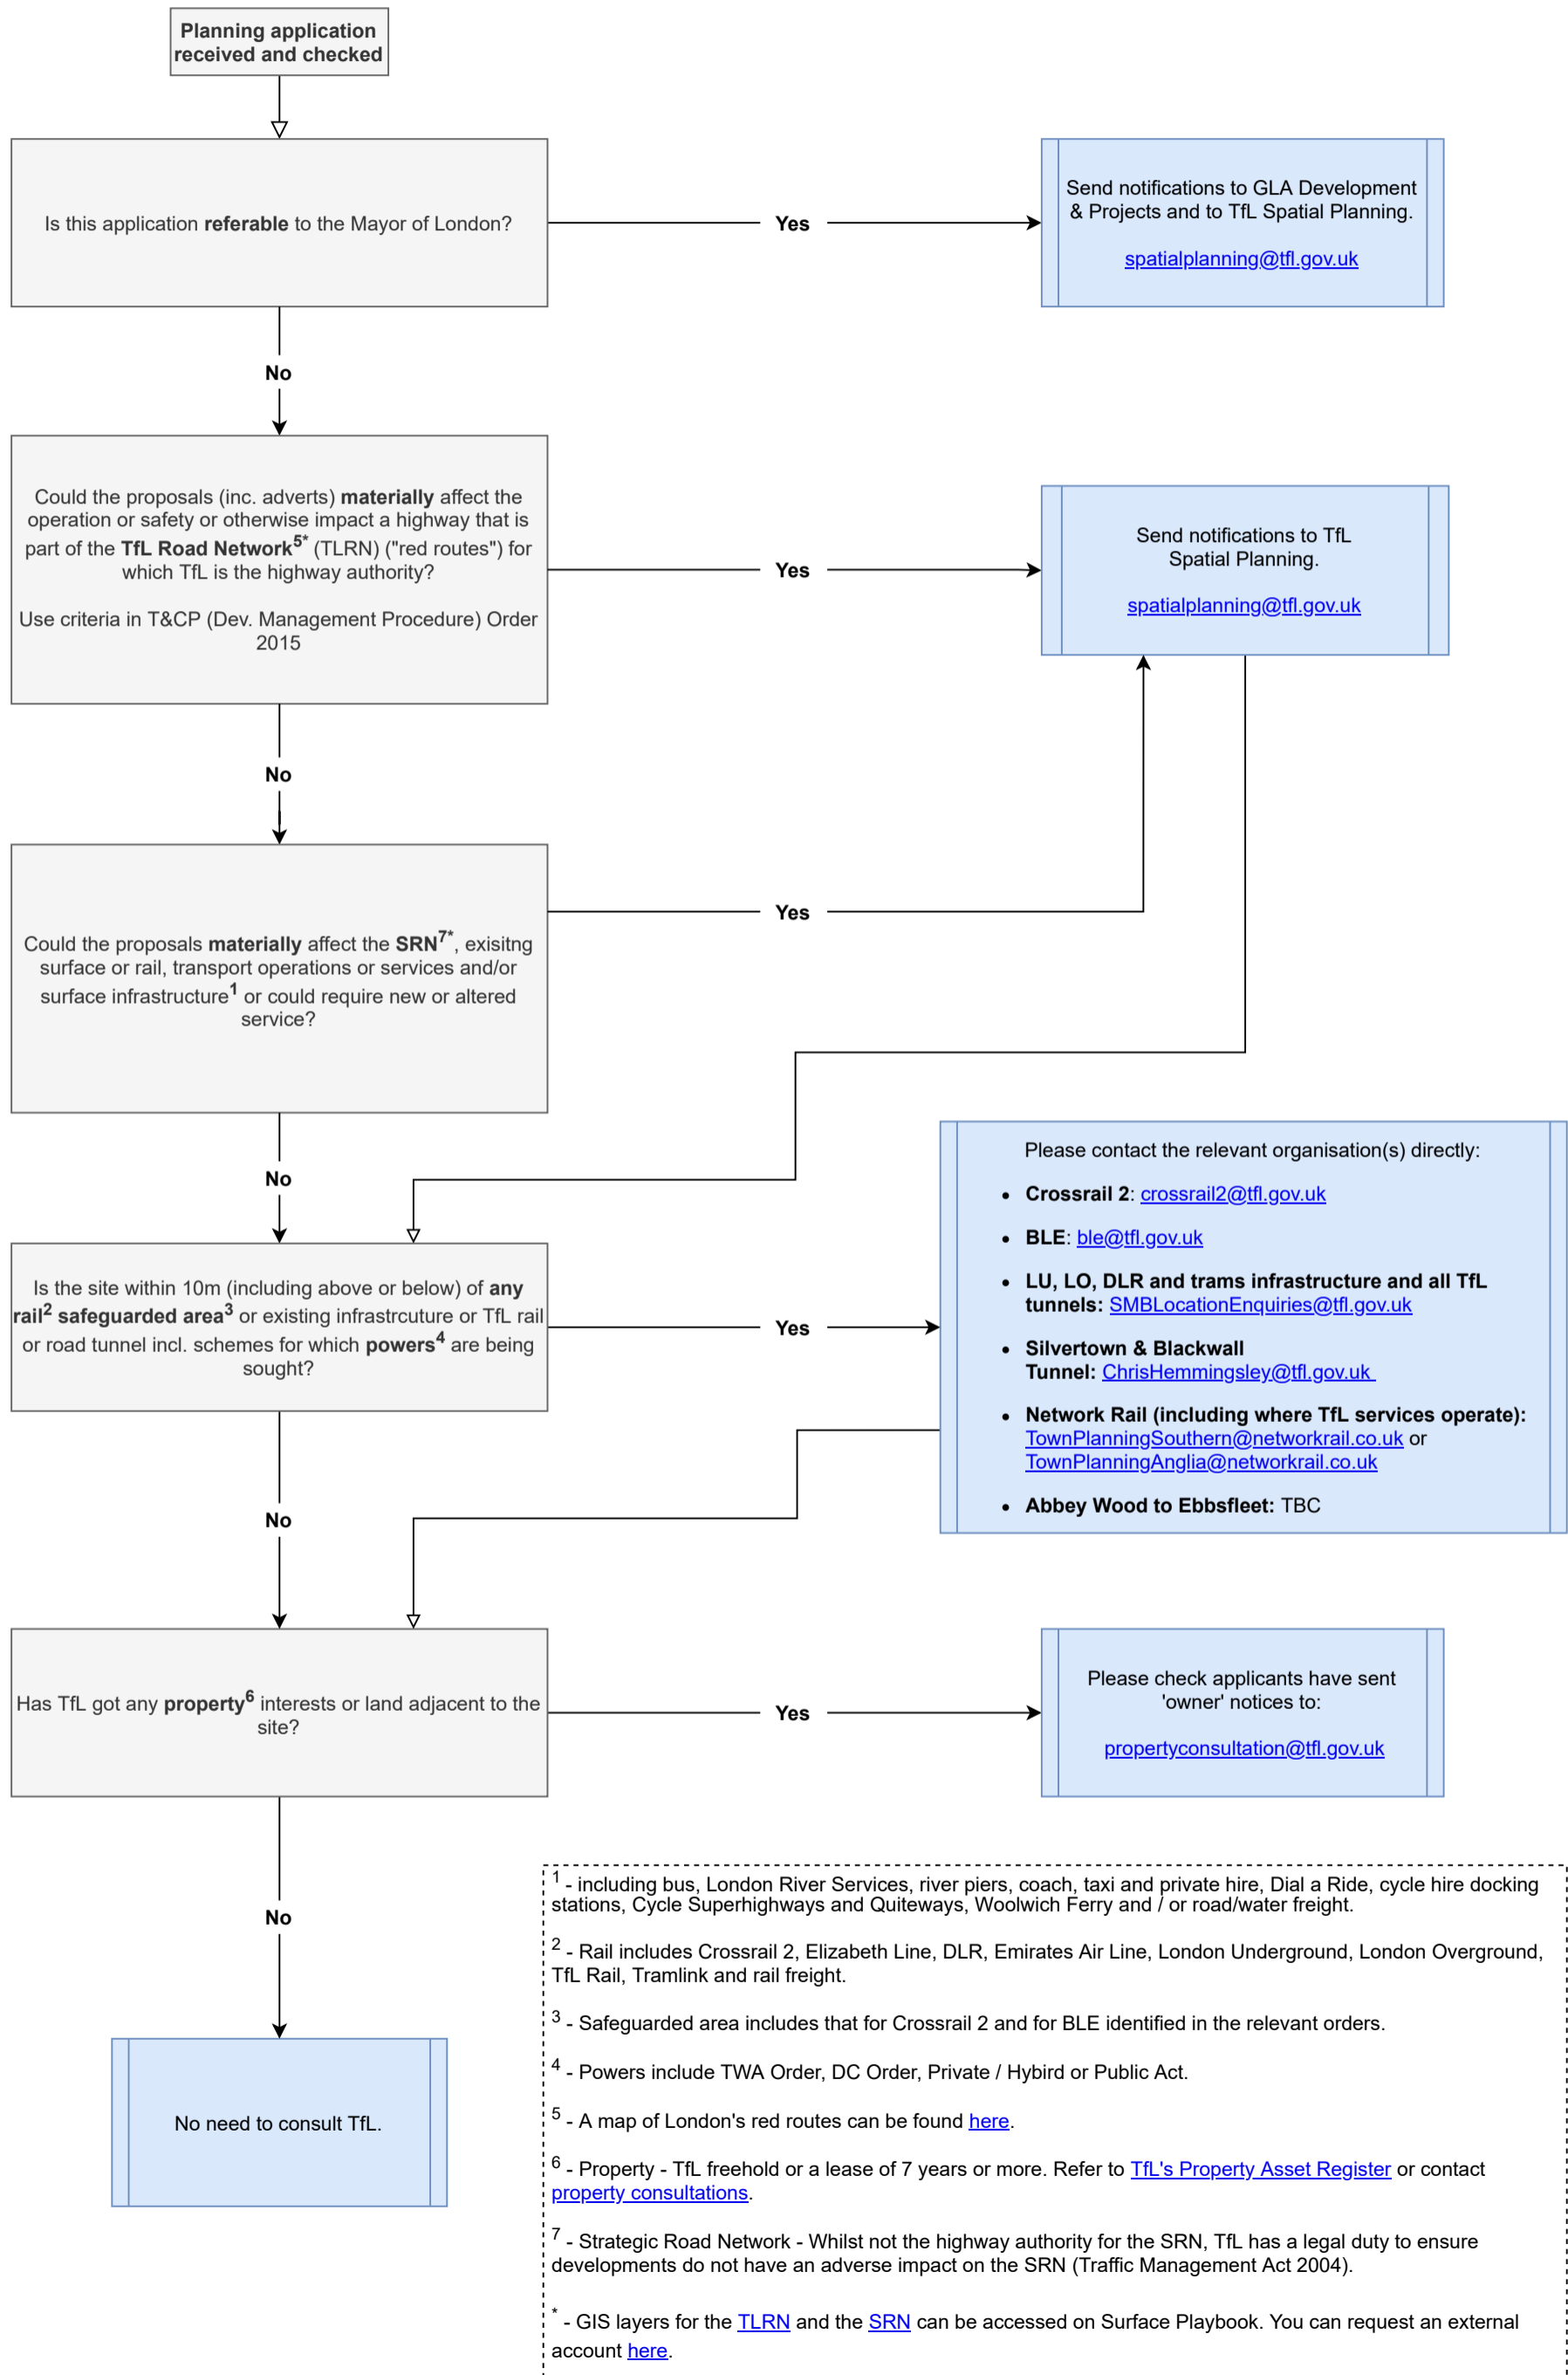 Planning application
received and checked
Is this application referable to the Mayor of London?
Yes
Send notifications to GLA Development
& Projects and to TfL Spatial Planning.
spatialplanning@tfl.gov.uk
No
Could the proposals (inc. adverts) materially affect the
operation or safety or otherwise impact a highway that is
part of the TfL Road Network5* (TLRN) ("red routes") for
which TfL is the highway authority?
Use criteria in T&CP (Dev. Management Procedure) Order
2015
Yes
Send notifications to TfL
Spatial Planning.
spatialplanning@tfl.gov.uk
No
Could the proposals materially affect the SRN7*, exisitng
surface or rail, transport operations or services and/or
surface infrastructure1 or could require new or altered
service?
Yes
No
Is the site within 10m (including above or below) of any
rail2 safeguarded area3 or existing infrastrcuture or TfL rail
or road tunnel incl. schemes for which powers4 are being
sought?
Yes
Please contact the relevant organisation(s) directly:
• Crossrail 2: crossrail2@tfl.gov.uk
• BLE: ble@tfl.gov.uk
• LU, LO, DLR and trams infrastructure and all TfL
tunnels: SMBLocationEnquiries@tfl.gov.uk
• Silvertown & Blackwall
Tunnel: ChrisHemmingsley@tfl.gov.uk
• Network Rail (including where TfL services operate):
TownPlanningSouthern@networkrail.co.uk or
TownPlanningAnglia@networkrail.co.uk
• Abbey Wood to Ebbsfleet: TBC
No
Has TfL got any property6 interests or land adjacent to the
site?
Yes
Please check applicants have sent
'owner' notices to:
propertyconsultation@tfl.gov.uk
No
No need to consult TfL.
1 - including bus, London River Services, river piers, coach, taxi and private hire, Dial a Ride, cycle hire docking
stations, Cycle Superhighways and Quiteways, Woolwich Ferry and / or road/water freight.
2 - Rail includes Crossrail 2, Elizabeth Line, DLR, Emirates Air Line, London Underground, London Overground,
TfL Rail, Tramlink and rail freight.
3 - Safeguarded area includes that for Crossrail 2 and for BLE identified in the relevant orders.
4 - Powers include TWA Order, DC Order, Private / Hybird or Public Act.
5 - A map of London's red routes can be found here.
6 - Property - TfL freehold or a lease of 7 years or more. Refer to TfL's Property Asset Register or contact
property consultations.
7 - Strategic Road Network - Whilst not the highway authority for the SRN, TfL has a legal duty to ensure
developments do not have an adverse impact on the SRN (Traffic Management Act 2004).
* - GIS layers for the TLRN and the SRN can be accessed on Surface Playbook. You can request an external
account here.